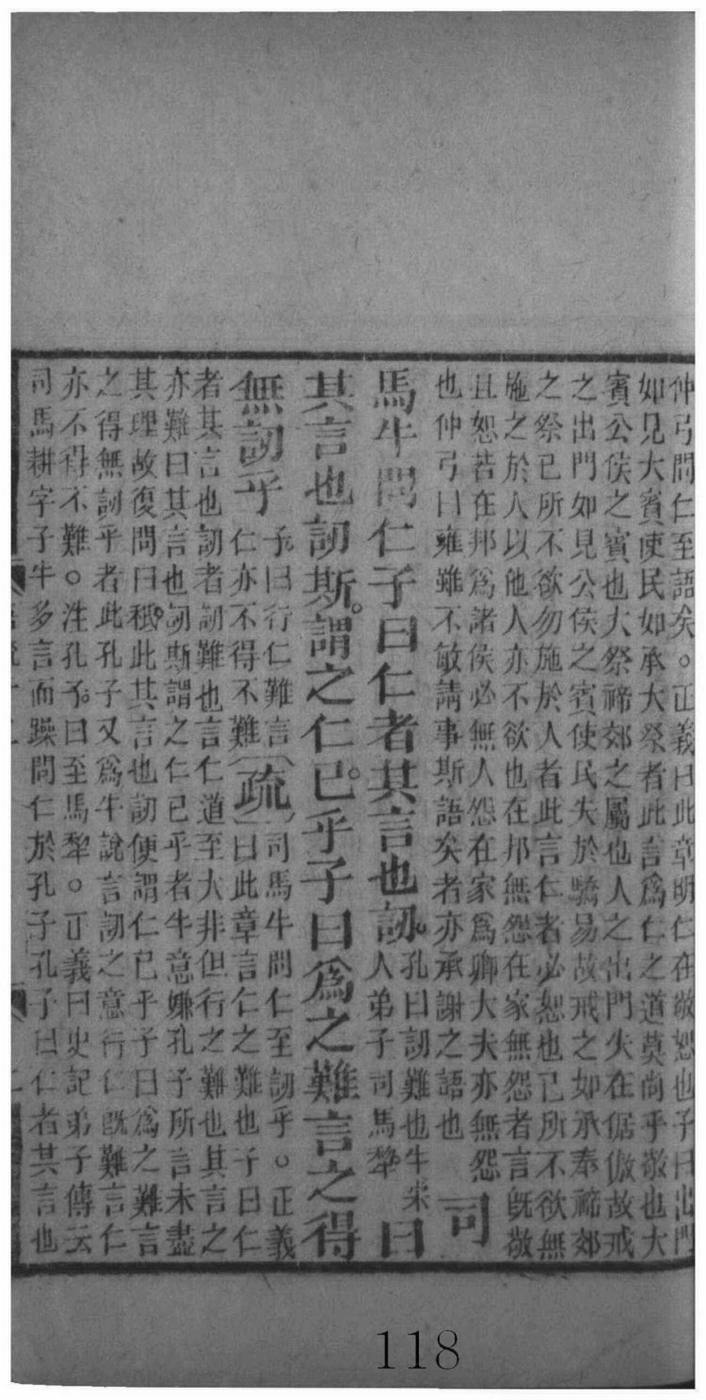 仲弓問仁至語矣。正義曰此章明仁在敬恕也子曰出門
如見大賓使民如承大祭者此言爲仁之道莫尚乎敬也大
賓公侯之賓也大祭禘郊之屬也人之出門失在倨傲故戒
之出門如見公侯之賓使民失於驕易故戒之如承奉禘郊
之祭己所不欲勿施於人者此言仁者必恕也己所不欲無
施之於人以他人亦不欲也在邦無怨在家無怨者言旣敬
且恕若在邦爲諸侯必無人怨在家爲卿大夫亦無怨
也仲弓曰雍雖不敏請事斯語矣者亦承謝之語也 司
馬牛問仁子曰仁者其言也訒。孔曰訒難也牛宋人弟子司馬犂。曰
其言也訒斯。謂之仁。已乎子曰爲之難言之得
無訒乎 孔曰行仁難言仁亦不得不難 疏 司馬牛問仁至訒乎。正義曰此章言仁之難也子曰仁
者其言也訒者訒難也言仁道至大非但行之難也其言之
亦難曰其言也訒斯謂之仁已乎者牛意嫌孔子所言未盡
其理故復問曰秪。此其言也訒便謂仁已乎子曰爲之難言
之得無訒乎者此孔子又爲牛說言訒之意行仁旣難言仁
亦不得不難。注孔子。曰至馬犂。正義曰史記弟子傳云
司馬耕字子牛多言而躁問仁於孔子孔子曰仁者其言也
118